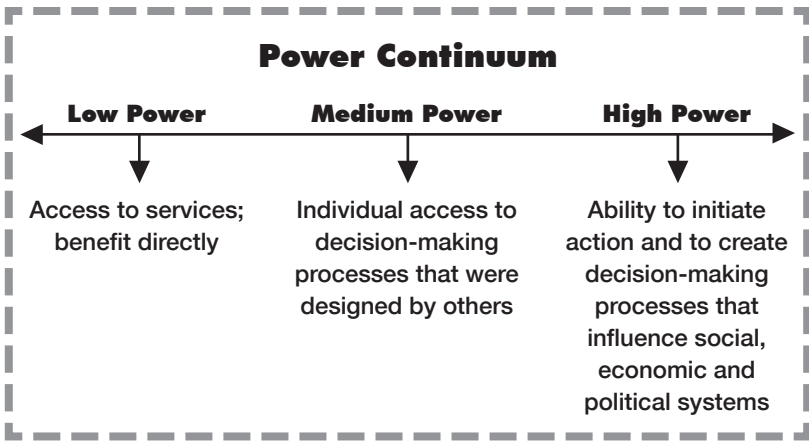 Power Continuum
Low Power
Medium Power
High Power
Access to services;
benefit directly
Individual access to
decision-making
processes that were
designed by others
Ability to initiate
action and to create
decision-making
processes that
influence social,
economic and
political systems